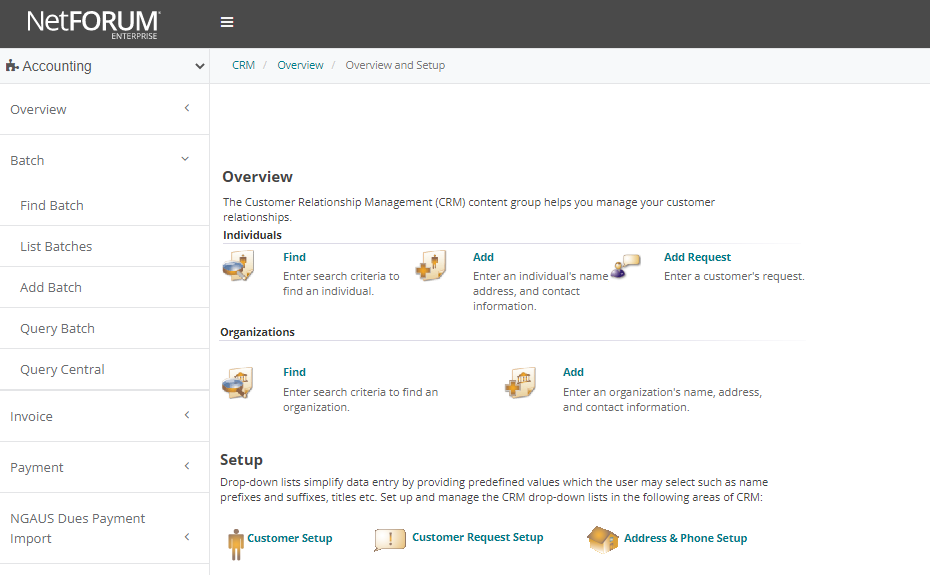 NetFORUM
ENTERPRISE
Accounting
CRM / Overview / Overview and Setup
Overview
Batch
Find Batch
List Batches
Add Batch
Query Batch
Query Central
Invoice
Payment
NGAUS Dues Payment
Import
Overview
The Customer Relationship Management (CRM) content group helps you manage your customer
relationships.
Individuals
Find
Enter search criteria to
find an individual.
Add
Enter an individual's name
address, and contact
information.
Add Request
Enter a customer's request.
Organizations
Find
Enter search criteria to find an
organization.
Add
Enter an organization's name, address,
and contact information.
Setup
Drop-down lists simplify data entry by providing predefined values which the user may select such as name
prefixes and suffixes, titles etc. Set up and manage the CRM drop-down lists in the following areas of CRM:
Customer Setup
Customer Request Setup
Address & Phone Setup